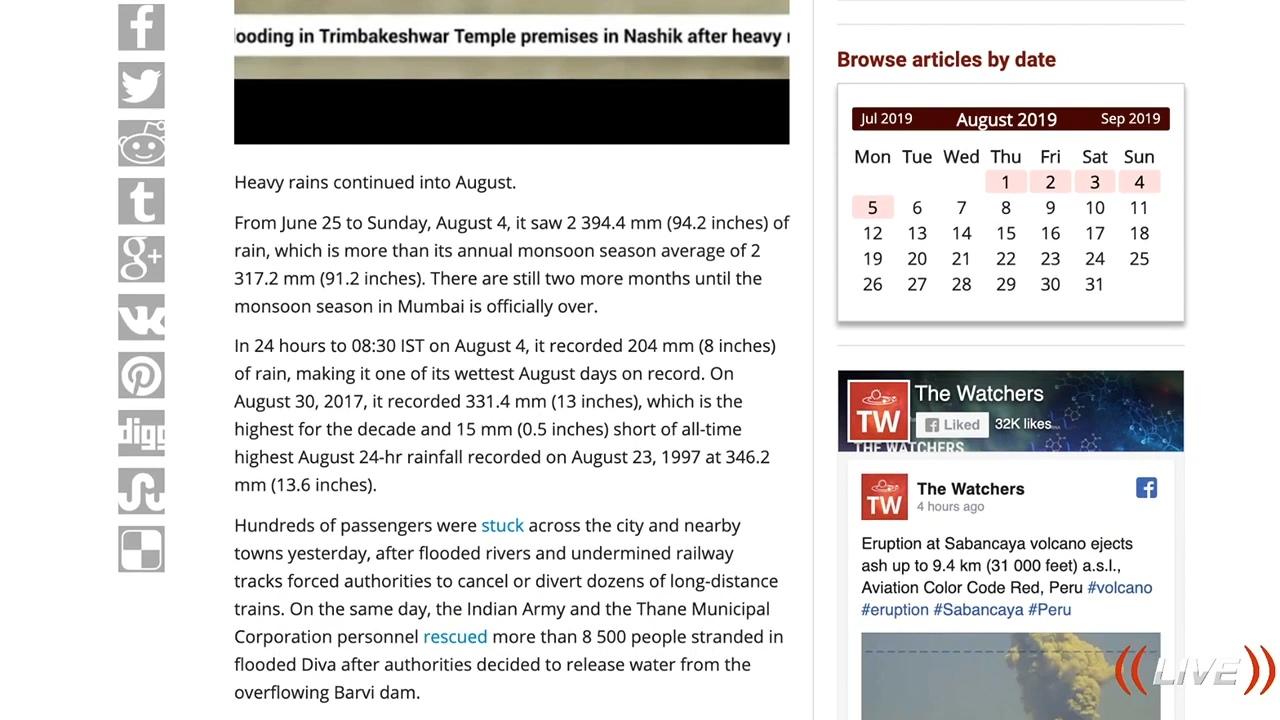 looding in Trimbakeshwar Temple premises in Nashik after heavy
Heavy rains continued into August.
From June 25 to Sunday, August 4, it saw 2 394.4 mm (94.2 inches) of
rain, which is more than its annual monsoon season average of 2
317.2 mm (91.2 inches). There are still two more months until the
monsoon season in Mumbai is officially over.
In 24 hours to 08:30 IST on August 4, it recorded 204 mm (8 inches)
of rain, making it one of its wettest August days on record. On
August 30, 2017, it recorded 331.4 mm (13 inches), which is the
highest for the decade and 15 mm (0.5 inches) short of all-time
highest August 24-hr rainfall recorded on August 23, 1997 at 346.2
mm (13.6 inches).
Hundreds of passengers were stuck across the city and nearby
towns yesterday, after flooded rivers and undermined railway
tracks forced authorities to cancel or divert dozens of long-distance
trains. On the same day, the Indian Army and the Thane Municipal
Corporation personnel rescued more than 8 500 people stranded in
flooded Diva after authorities decided to release water from the
overflowing Barvi dam.
digg
Browse articles by date
Jul 2019 August 2019 Sep 2019
Mon Tue Wed Thu Fri Sat Sun
1 2 3 4
5 6 7 8 9 10 11
12 13 14 15 16 17 18
19 20 21 22 23 24 25
26 27 28 29 30 31
TW The Watchers
Liked 32K likes
THE WATCHERS
TW The Watchers
4 hours ago
Eruption at Sabancaya volcano ejects
ash up to 9.4 km (31 000 feet) a.s.l.,
Aviation Color Code Red, Peru #volcano
#eruption #Sabancaya #Peru
LIVE